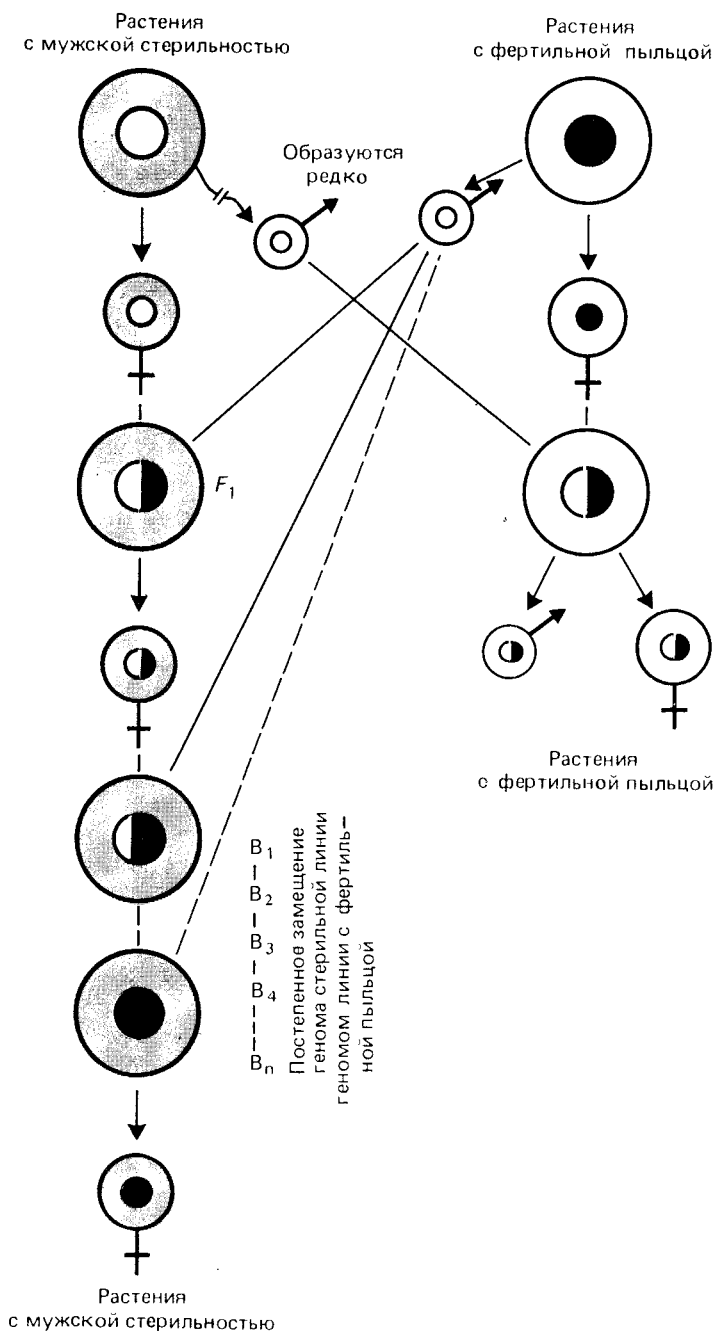 Растения
с мужской стерильностью
Растения
с фертильной пыльцой
Образуются
редко
F₁
B₁
B₂
B₃
B₄
Bₙ
Постепенное замещение
генома стерильной линии
геномом линии с фертиль-
ной пыльцой
Растения
с фертильной пыльцой
Растения
с мужской стерильностью